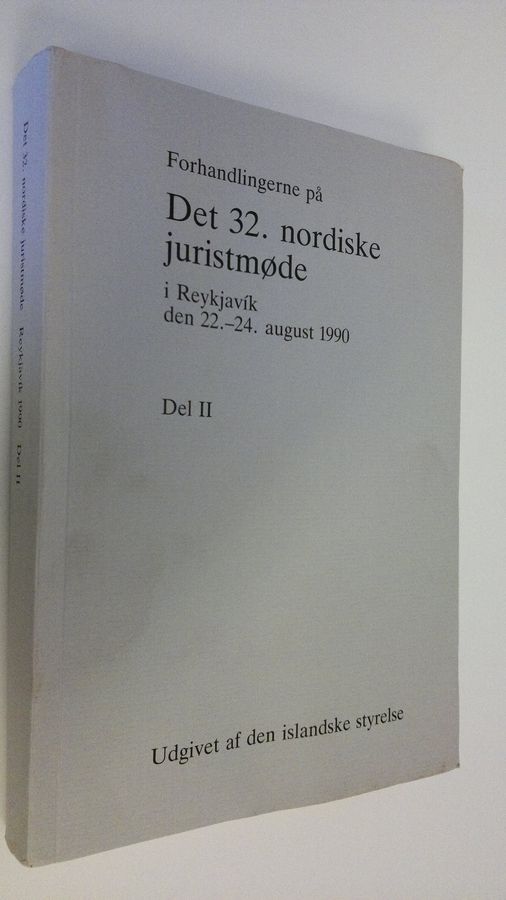 Forhandlingerne på
Det 32. nordiske
juristmøde
i Reykjavík
den 22.–24. august 1990
Del II
Udgivet af den islandske styrelse
Det 32. nordiske juristmøde Reykjavík 1990 Del II